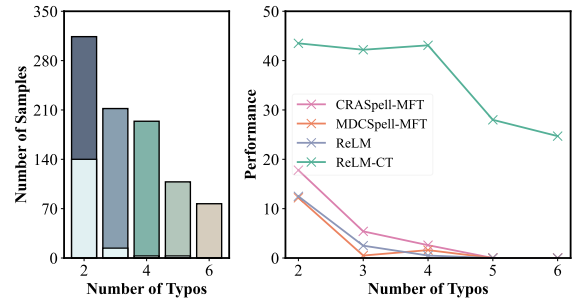 350
280
210
140
70
0
Number of Samples
2
4
6
Number of Typos
50
40
30
20
10
0
Performance
CRASpell-MFT
MDCSpell-MFT
ReLM
ReLM-CT
2
3
4
5
6
Number of Typos